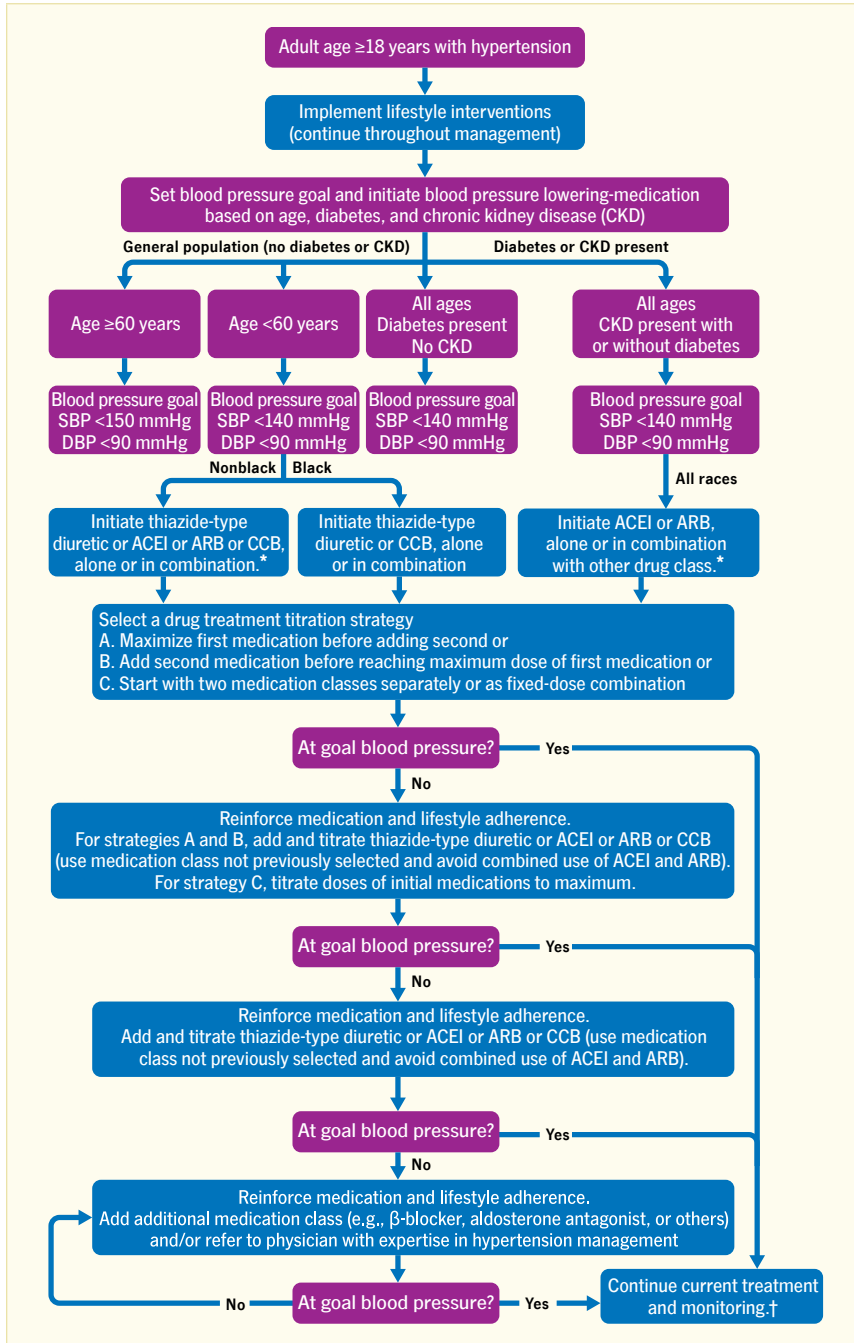 Adult age ≥18 years with hypertension
Implement lifestyle interventions
(continue throughout management)
Set blood pressure goal and initiate blood pressure lowering-medication
based on age, diabetes, and chronic kidney disease (CKD)
General population (no diabetes or CKD)
Diabetes or CKD present
Age ≥60 years
Age <60 years
All ages
Diabetes present
No CKD
All ages
CKD present with
or without diabetes
Blood pressure goal
SBP <150 mmHg
DBP <90 mmHg
Blood pressure goal
SBP <140 mmHg
DBP <90 mmHg
Blood pressure goal
SBP <140 mmHg
DBP <90 mmHg
Blood pressure goal
SBP <140 mmHg
DBP <90 mmHg
Nonblack
Black
All races
Initiate thiazide-type
diuretic or ACEI or ARB or CCB,
alone or in combination.*
Initiate thiazide-type
diuretic or CCB, alone
or in combination
Initiate ACEI or ARB,
alone or in combination
with other drug class.*
Select a drug treatment titration strategy
A. Maximize first medication before adding second or
B. Add second medication before reaching maximum dose of first medication or
C. Start with two medication classes separately or as fixed-dose combination
At goal blood pressure?
Yes
No
Reinforce medication and lifestyle adherence.
For strategies A and B, add and titrate thiazide-type diuretic or ACEI or ARB or CCB
(use medication class not previously selected and avoid combined use of ACEI and ARB).
For strategy C, titrate doses of initial medications to maximum.
At goal blood pressure?
Yes
No
Reinforce medication and lifestyle adherence.
Add and titrate thiazide-type diuretic or ACEI or ARB or CCB (use medication
class not previously selected and avoid combined use of ACEI and ARB).
At goal blood pressure?
Yes
No
Reinforce medication and lifestyle adherence.
Add additional medication class (e.g., β-blocker, aldosterone antagonist, or others)
and/or refer to physician with expertise in hypertension management
No
At goal blood pressure?
Yes
Continue current treatment
and monitoring.†